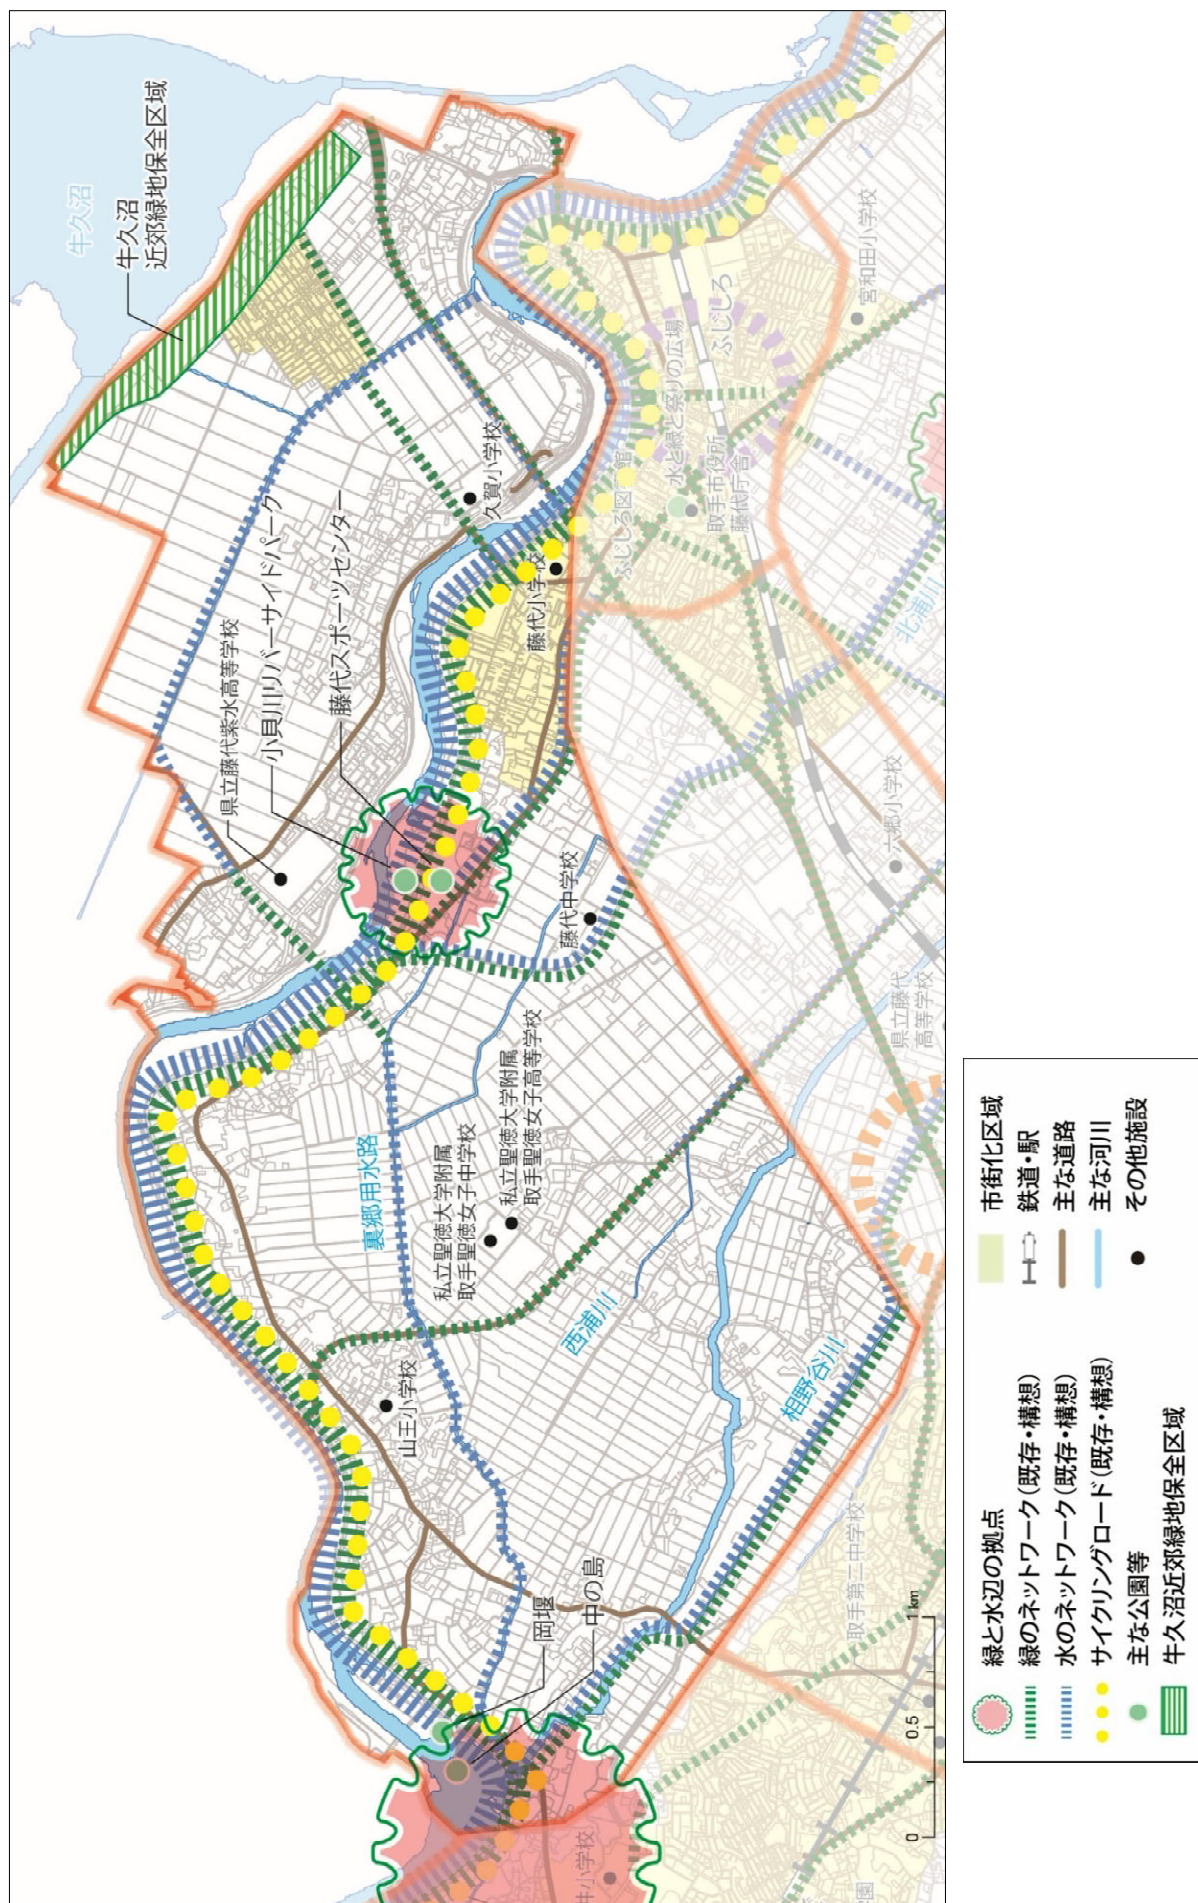 牛久沼
牛久沼
近郊緑地保全区域
県立藤代紫水高等学校
小貝川リバーサイドパーク
藤代スポーツセンター
久賀小学校
藤代小学校
藤代中学校
ふじしろ図
館
水と緑と祭りの広場
ふじしろ
取手市役所
藤代庁舎
宮和田小学校
北浦川
六郷小学校
県立藤代
高等学校
裏郷用水路
私立聖徳大学附属
取手聖徳女子中学校
私立聖徳大学附属
取手聖徳女子高等学校
山王小学校
西浦川
相野谷川
岡堰
中の島
取手第二中学校
井小学校
園
0
0.5
1km
緑と水辺の拠点
緑のネットワーク(既存・構想)
水のネットワーク(既存・構想)
サイクリングロード(既存・構想)
主な公園等
牛久沼近郊緑地保全区域
市街化区域
鉄道・駅
主な道路
主な河川
その他施設